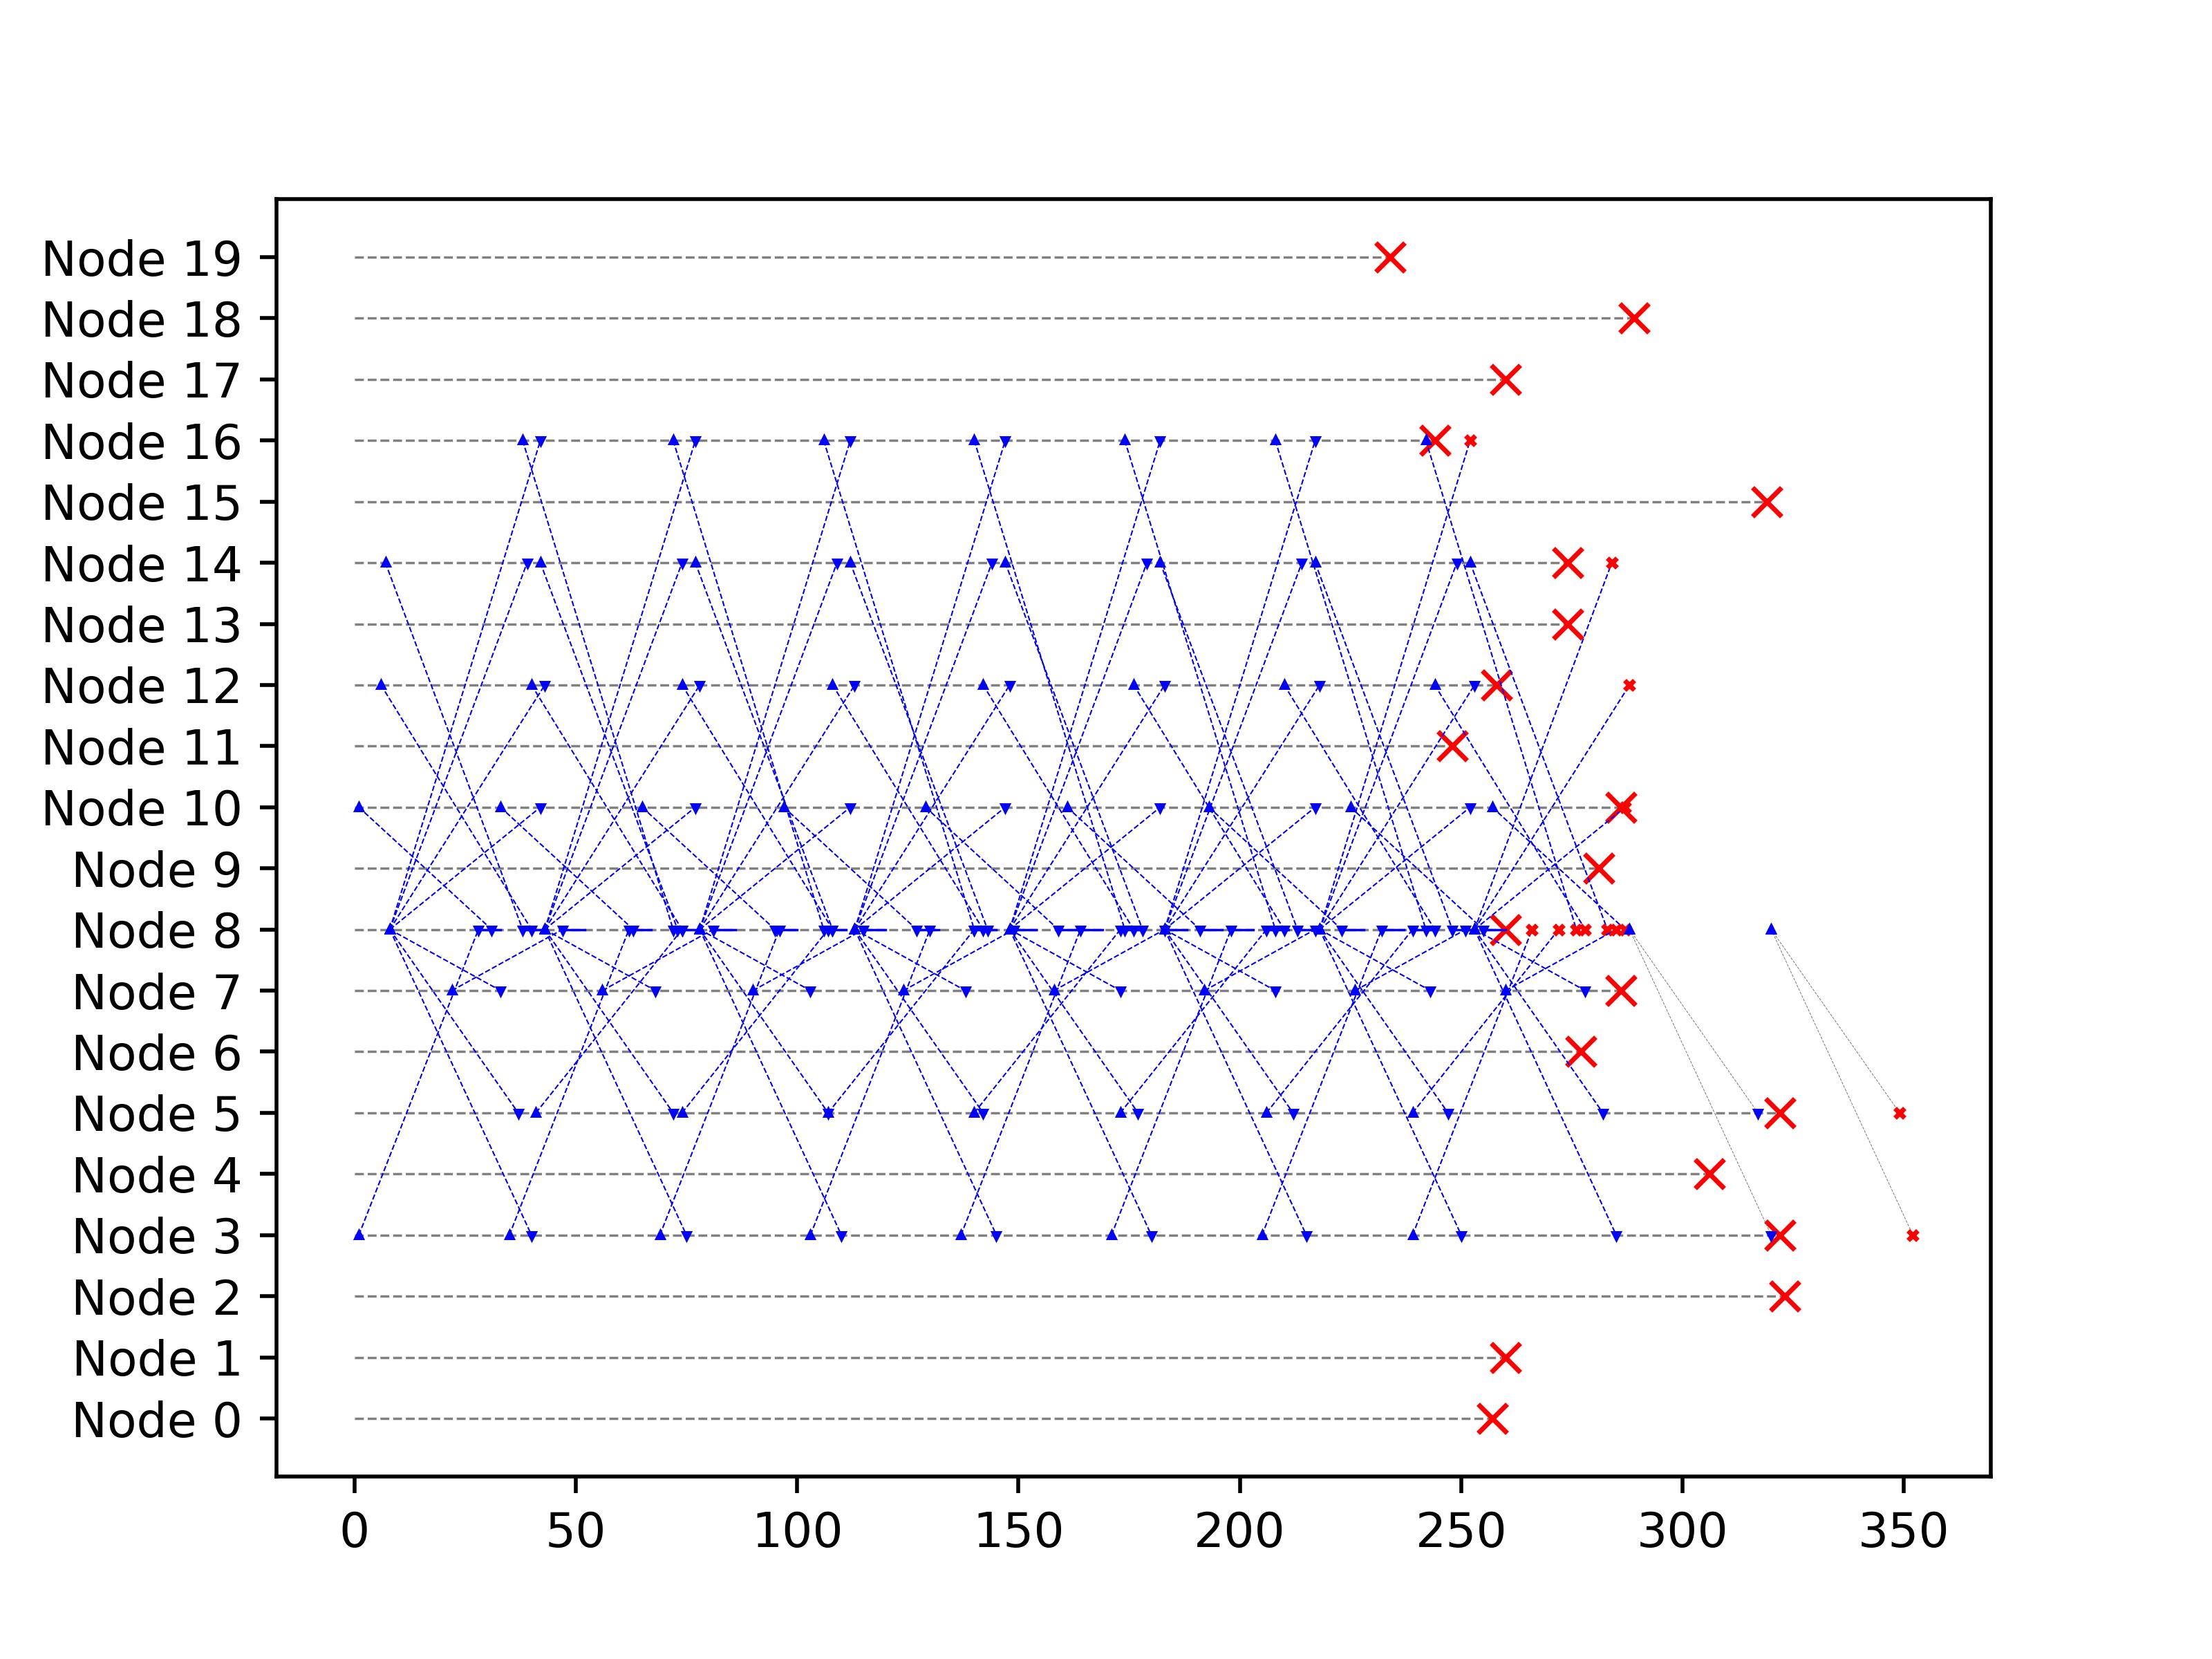 Node 19
Node 18
Node 17
Node 16
Node 15
Node 14
Node 13
Node 12
Node 11
Node 10
Node 9
Node 8
Node 7
Node 6
Node 5
Node 4
Node 3
Node 2
Node 1
Node 0
0 50 100 150 200 250 300 350